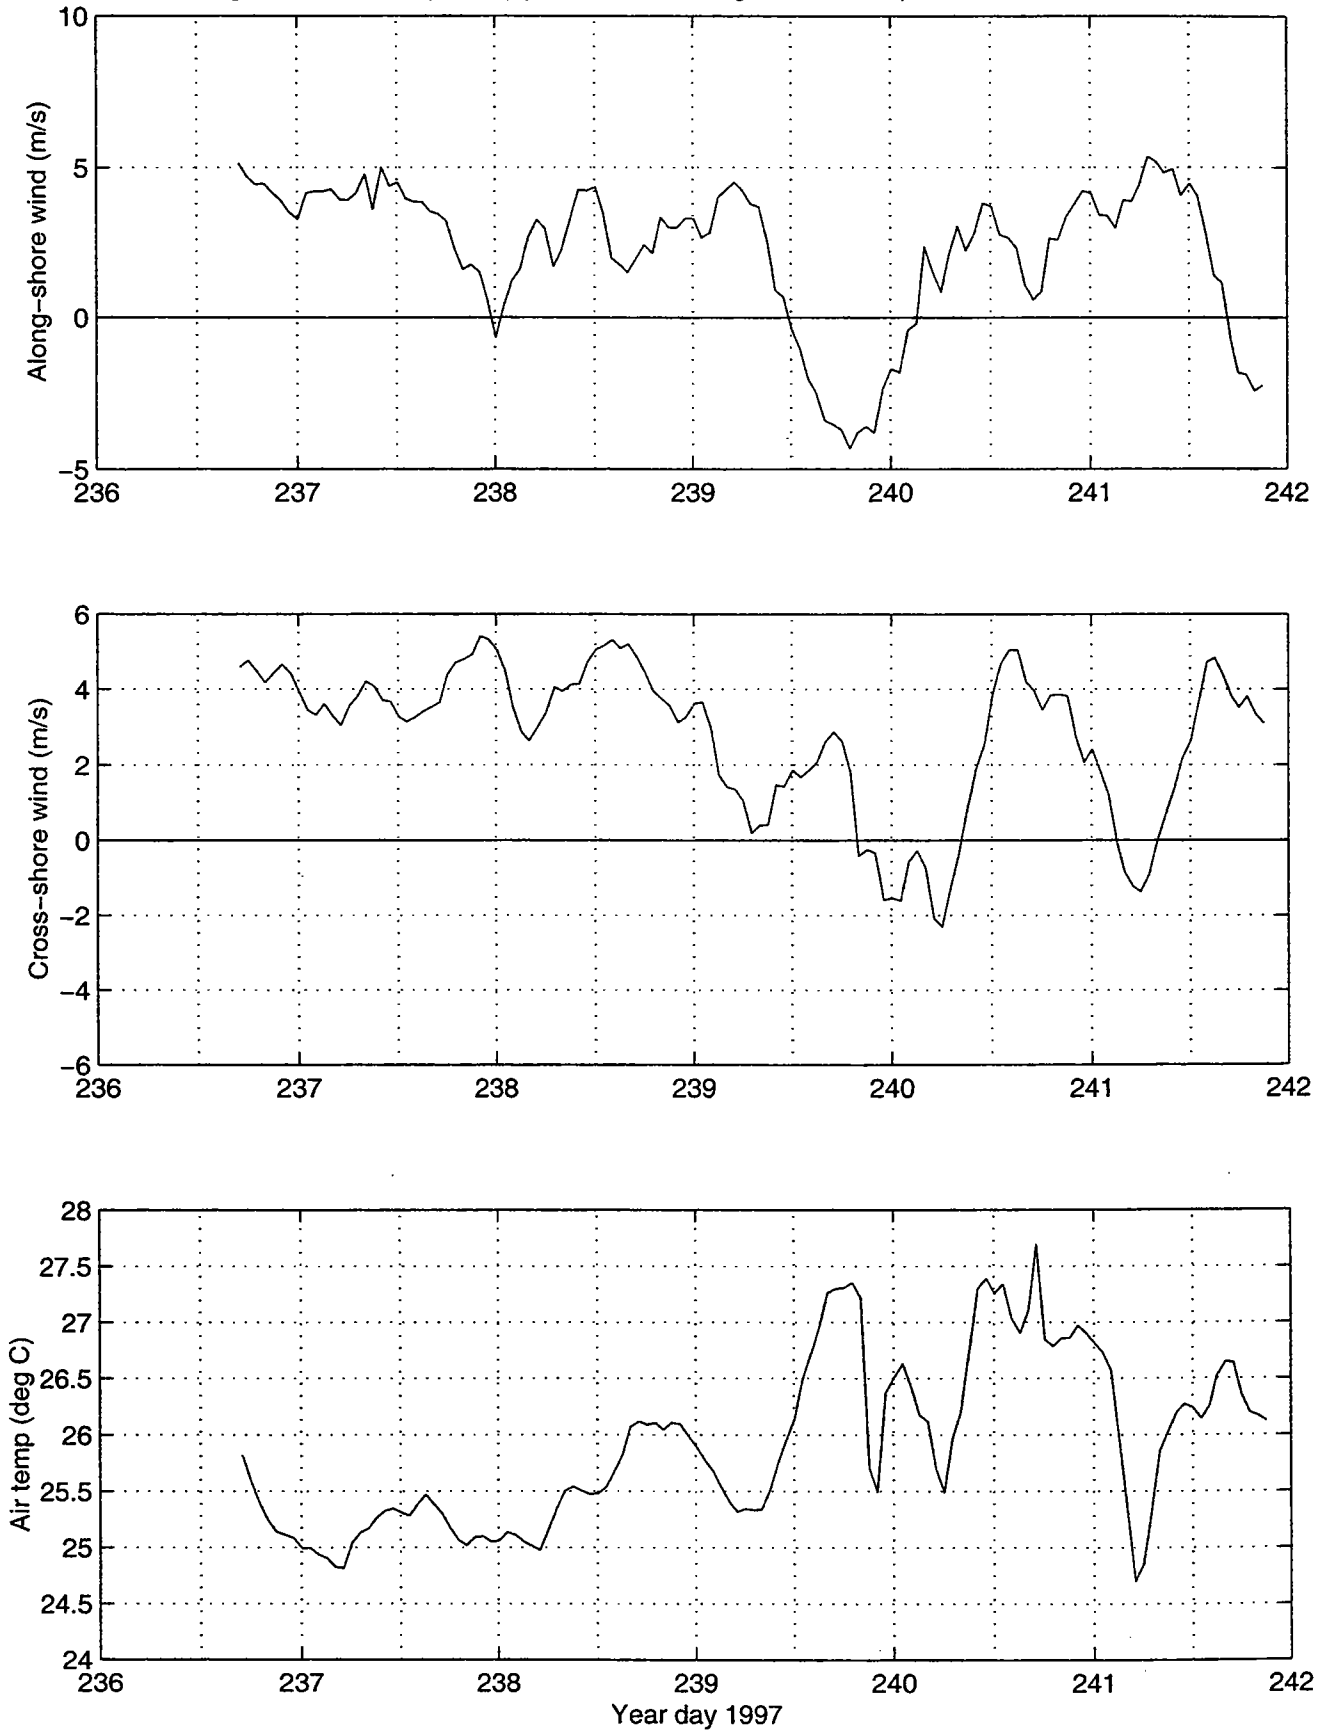 10
5
0
−5
Along−shore wind (m/s)
236 237 238 239 240 241 242
6
4
2
0
−2
−4
−6
Cross−shore wind (m/s)
236 237 238 239 240 241 242
28
27.5
27
26.5
26
25.5
25
24.5
24
Air temp (deg C)
236 237 238 239 240 241 242
Year day 1997